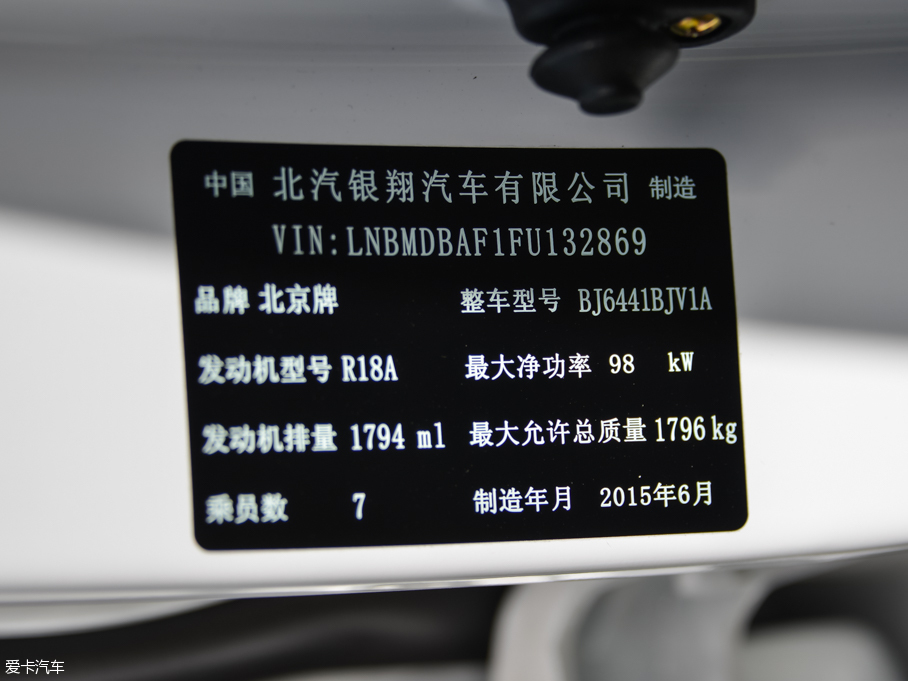 中国 北汽银翔汽车有限公司 制造
VIN:LNBMDBAF1FU132869
品牌 北京牌 整车型号 BJ6441BJV1A
发动机型号 R18A 最大净功率 98 kW
发动机排量 1794 ml 最大允许总质量 1796 kg
乘员数 7 制造年月 2015年6月
爱卡汽车